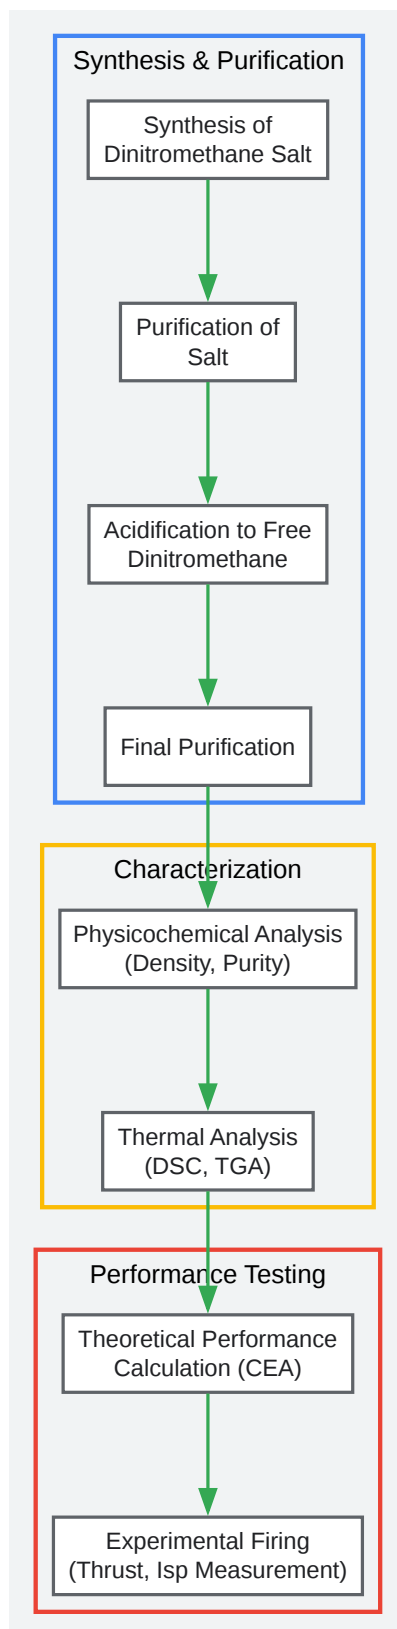 Synthesis & Purification
Synthesis of
Dinitromethane Salt
Purification of
Salt
Acidification to Free
Dinitromethane
Final Purification
Characterization
Physicochemical Analysis
(Density, Purity)
Thermal Analysis
(DSC, TGA)
Performance Testing
Theoretical Performance
Calculation (CEA)
Experimental Firing
(Thrust, Isp Measurement)